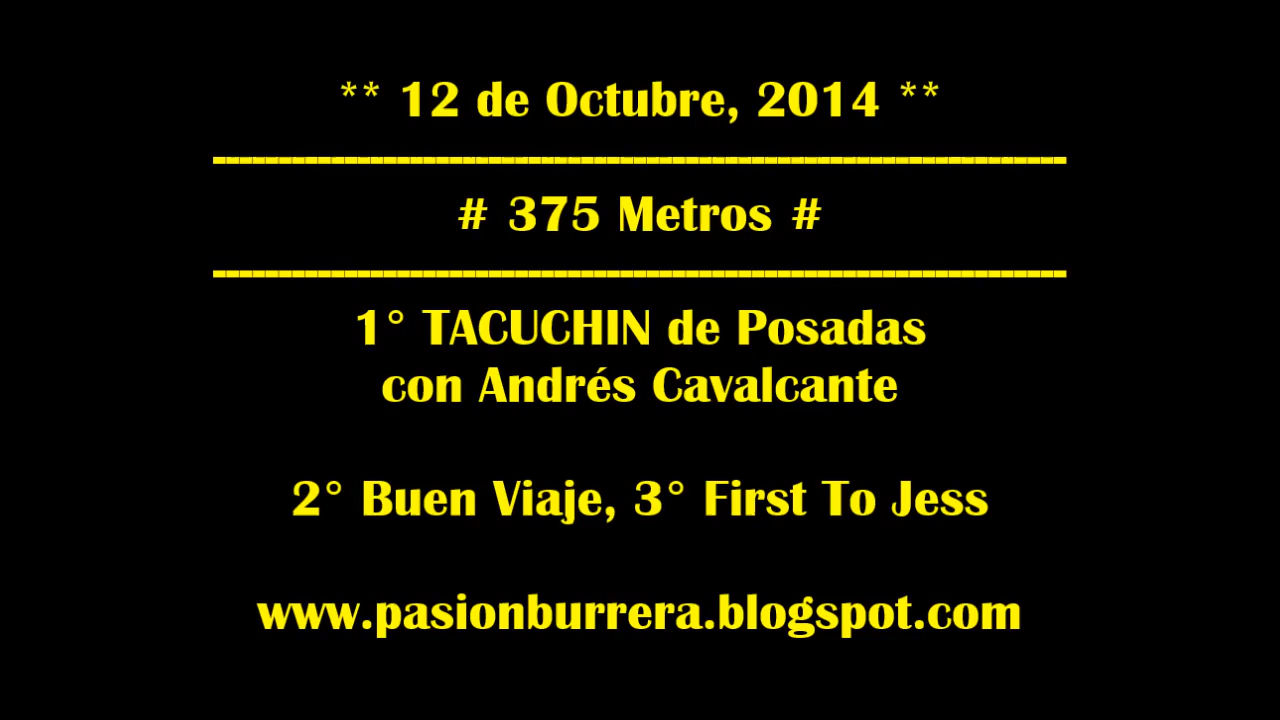 ** 12 de Octubre, 2014 **
-----------------------------------------------------------------
# 375 Metros #
-----------------------------------------------------------------
1° TACUCHIN de Posadas
con Andrés Cavalcante
2° Buen Viaje, 3° First To Jess
www.pasionburrera.blogspot.com